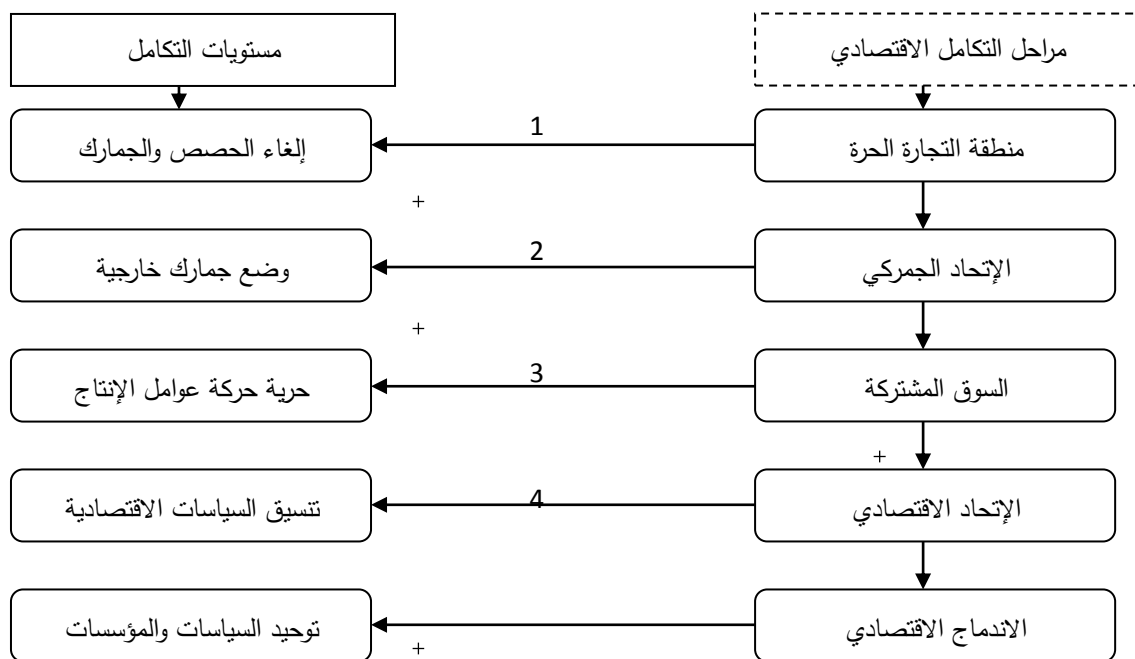 مراحل التكامل الاقتصادي
مستويات التكامل
منطقة التجارة الحرة
1
إلغاء الحصص والجمارك
+
الإتحاد الجمركي
2
وضع جمارك خارجية
+
السوق المشتركة
3
حرية حركة عوامل الإنتاج
+
الإتحاد الاقتصادي
4
تنسيق السياسات الاقتصادية
الاندماج الاقتصادي
توحيد السياسات والمؤسسات
+